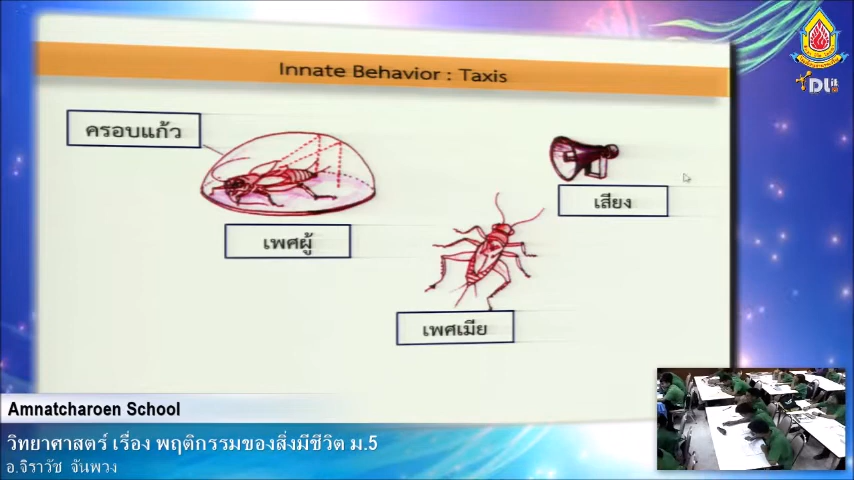 Innate Behavior : Taxis
ครอบแก้ว
เสียง
เพศผู้
เพศเมีย
DLit
Amnatcharoen School
วิทยาศาสตร์ เรื่อง พฤติกรรมของสิ่งมีชีวิต ม.5
อ.จิราวัช จันพวง